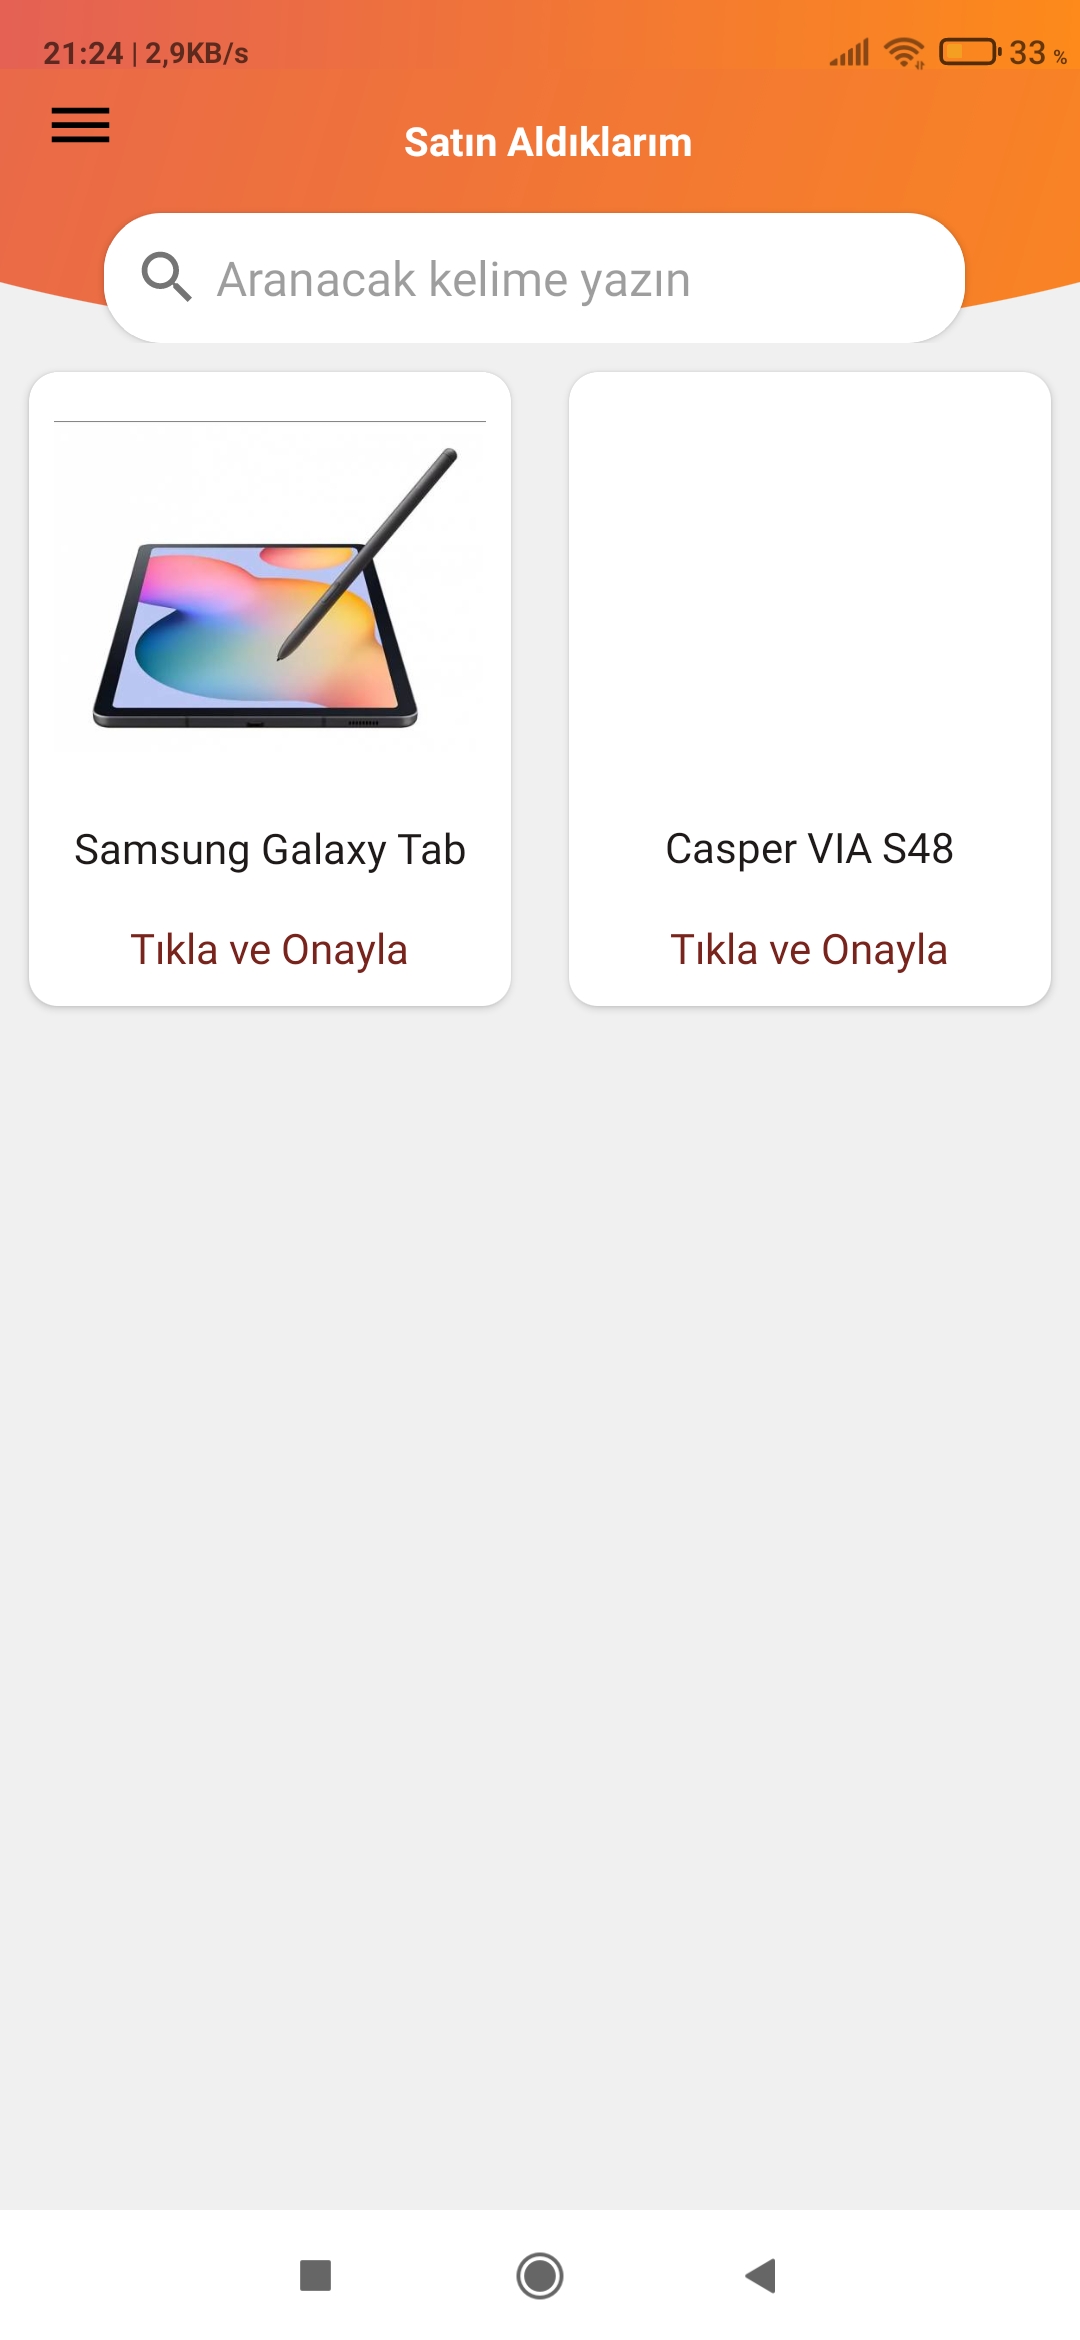 21:24 | 2,9KB/s
33 %
Satın Aldıklarım
Aranacak kelime yazın
Samsung Galaxy Tab
Casper VIA S48
Tıkla ve Onayla
Tıkla ve Onayla